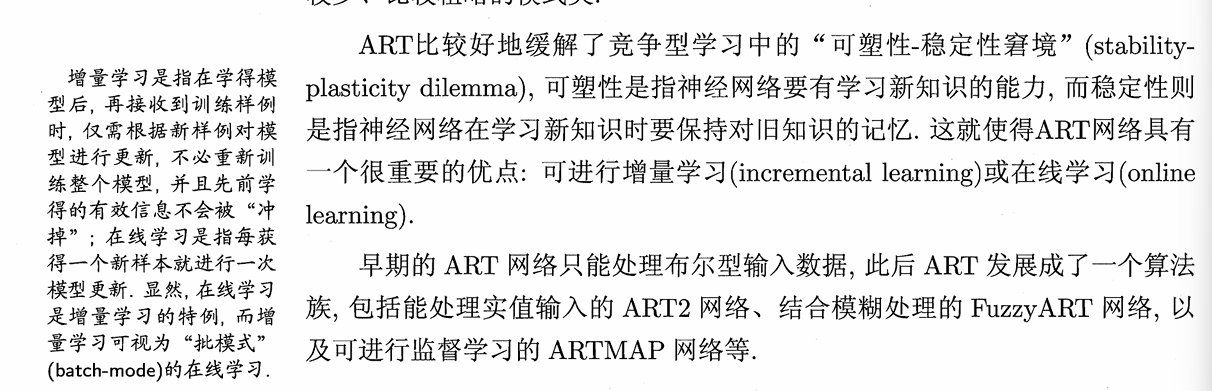 ART比较好地缓解了竞争型学习中的“可塑性-稳定性窘境” (stability-
plasticity dilemma), 可塑性是指神经网络要有学习新知识的能力, 而稳定性则
是指神经网络在学习新知识时要保持对旧知识的记忆. 这就使得ART网络具有
一个很重要的优点: 可进行增量学习(incremental learning)或在线学习(online
learning).
早期的 ART 网络只能处理布尔型输入数据, 此后 ART 发展成了一个算法
族, 包括能处理实值输入的 ART2 网络、结合模糊处理的 FuzzyART 网络, 以
及可进行监督学习的 ARTMAP 网络等.
增量学习是指在学得模
型后, 再接收到训练样例
时, 仅需根据新样例对模
型进行更新, 不必重新训
练整个模型, 并且先前学
得的有效信息不会被“冲
掉”; 在线学习是指每获
得一个新样本就进行一次
模型更新. 显然, 在线学习
是增量学习的特例, 而增
量学习可视为“批模式”
(batch-mode)的在线学习.